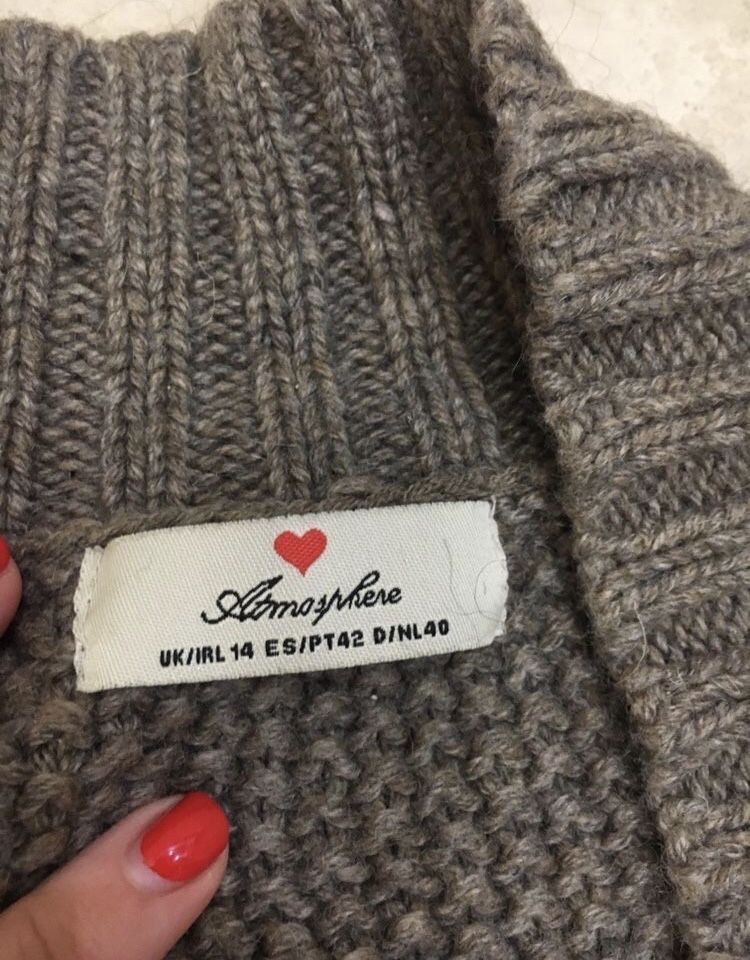 Atmosphere
UK/IRL 14 ES/PT42 D/NL40